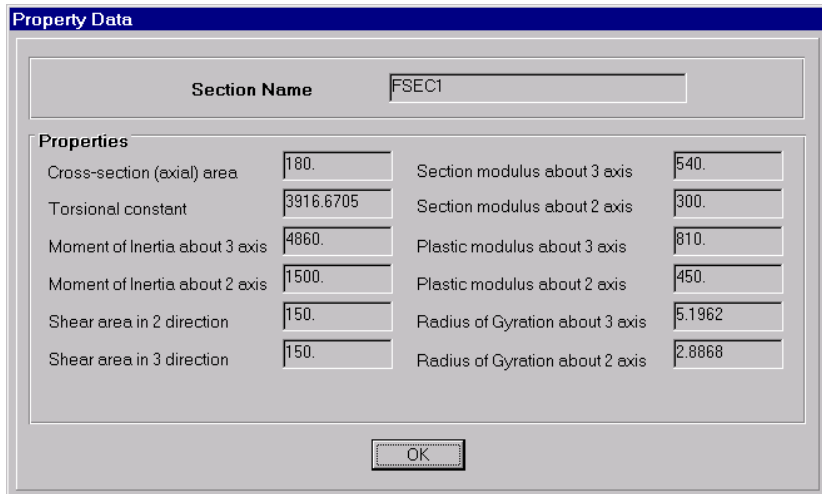 Property Data
Section Name FSEC1
Properties
Cross-section (axial) area 180. Section modulus about 3 axis 540.
Torsional constant 3916.6705 Section modulus about 2 axis 300.
Moment of Inertia about 3 axis 4860. Plastic modulus about 3 axis 810.
Moment of Inertia about 2 axis 1500. Plastic modulus about 2 axis 450.
Shear area in 2 direction 150. Radius of Gyration about 3 axis 5.1962
Shear area in 3 direction 150. Radius of Gyration about 2 axis 2.8868
OK